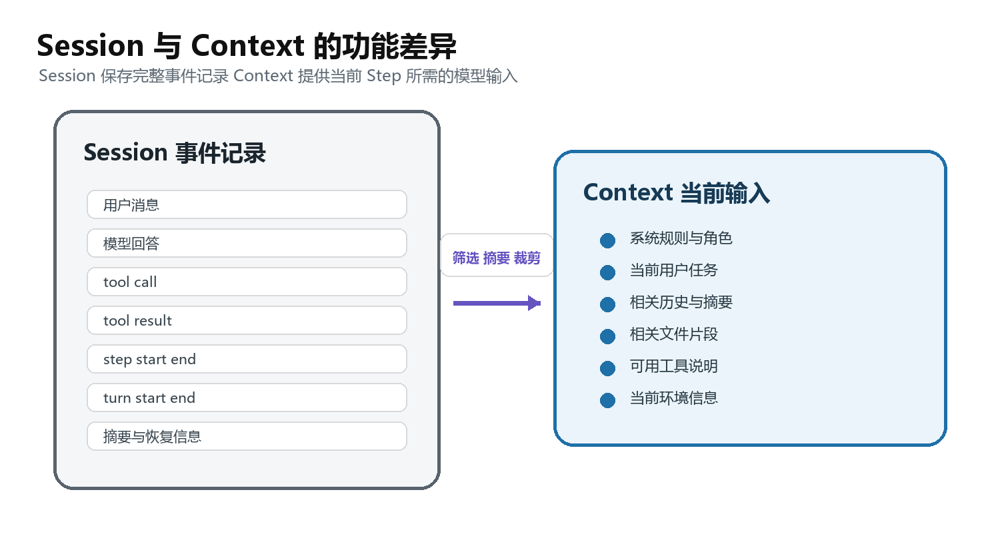 Session 与 Context 的功能差异
Session 保存完整事件记录 Context 提供当前 Step 所需的模型输入
Session 事件记录
用户消息
模型回答
tool call
tool result
step start end
turn start end
摘要与恢复信息
筛选 摘要 裁剪
Context 当前输入
系统规则与角色
当前用户任务
相关历史与摘要
相关文件片段
可用工具说明
当前环境信息